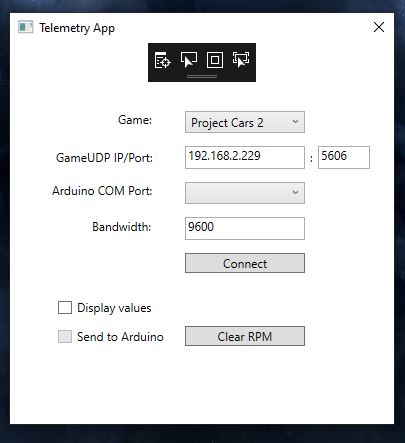 Telemetry App
Game: Project Cars 2
GameUDP IP/Port: 192.168.2.229 : 5606
Arduino COM Port:
Bandwidth: 9600
Connect
Display values
Send to Arduino Clear RPM